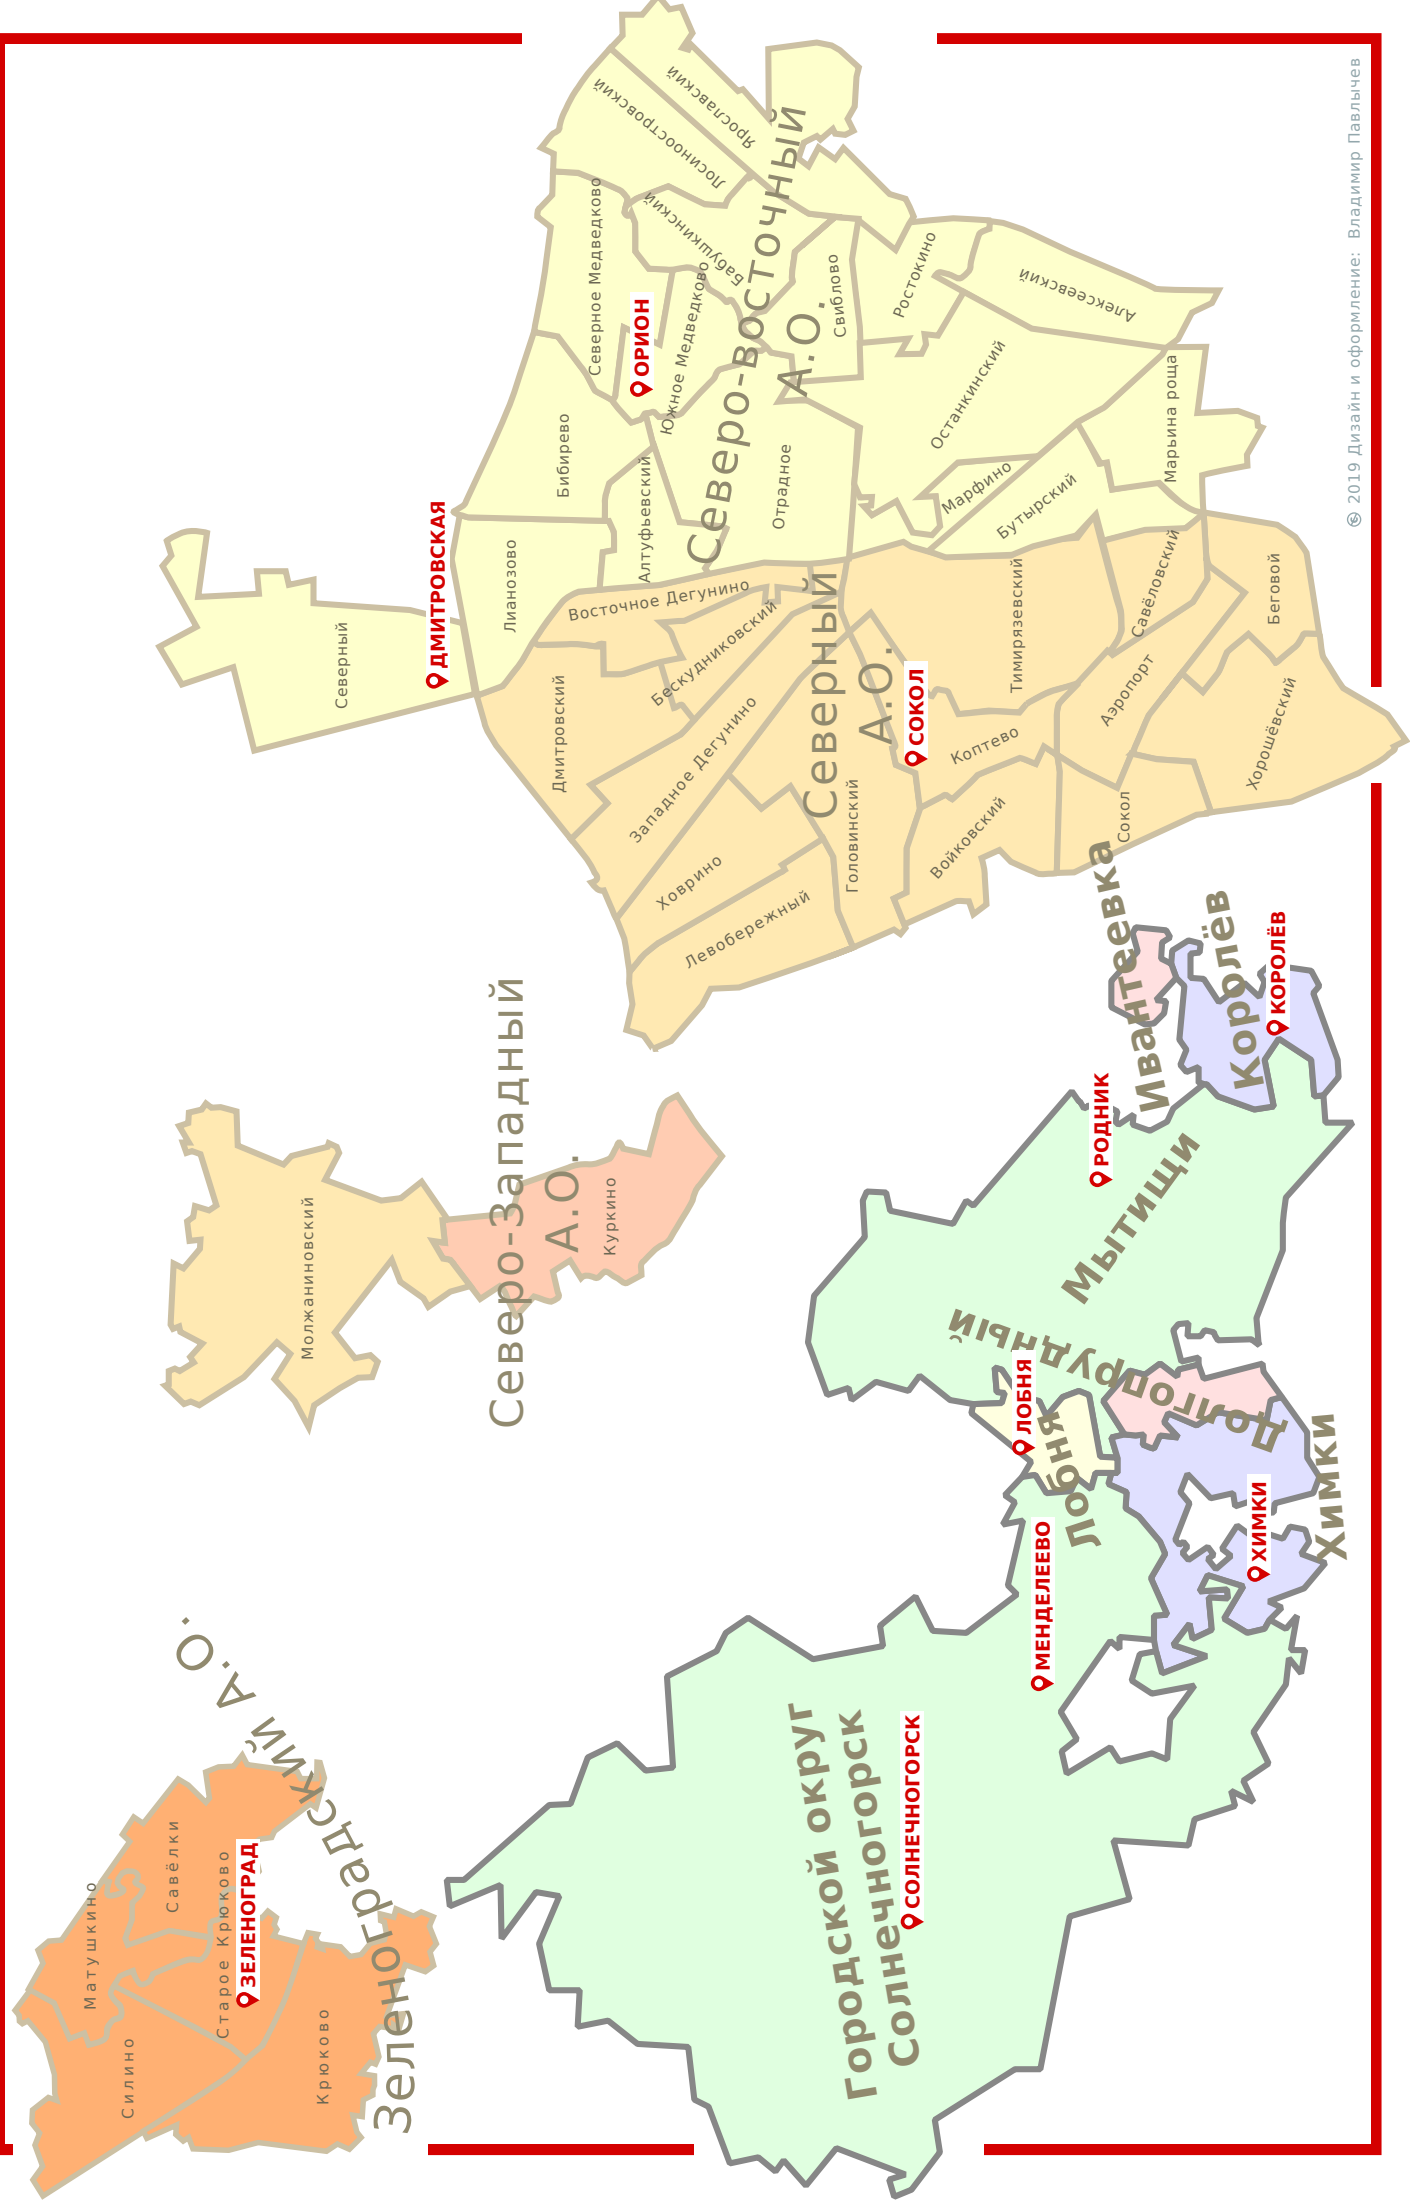 Зеленоградский А.О.
Матушкино
Савёлки
Старое Крюково
ЗЕЛЕНОГРАД
Силино
Крюково
Молжаниновский
Северо-Западный
А.О.
Куркино
Северный
ДМИТРОВСКАЯ
Северо-восточный
А.О.
Ярославский
Лосиноостровский
Северное Медведково
Бабушкинский
ОРИОН
Южное Медведково
Свиблово
Ростокино
Алексеевский
Бибирево
Алтуфьевский
Отрадное
Останкинский
Марьина роща
Марфино
Бутырский
Лианозово
Северный
А.О.
Восточное Дегунино
Бескудниковский
Дмитровский
Западное Дегунино
Тимирязевский
Савёловский
Беговой
Аэропорт
СОКОЛ
Коптево
Хорошёвский
Головинский
Войковский
Сокол
Ховрино
Левобережный
Городской округ
Солнечногорск
СОЛНЕЧНОГОРСК
МЕНДЕЛЕЕВО
Лобня
ЛОБНЯ
Долгопрудный
Химки
ХИМКИ
Мытищи
РОДНИК
Ивантеевка
Королёв
КОРОЛЁВ
2019 Дизайн и оформление: Владимир Павлычев